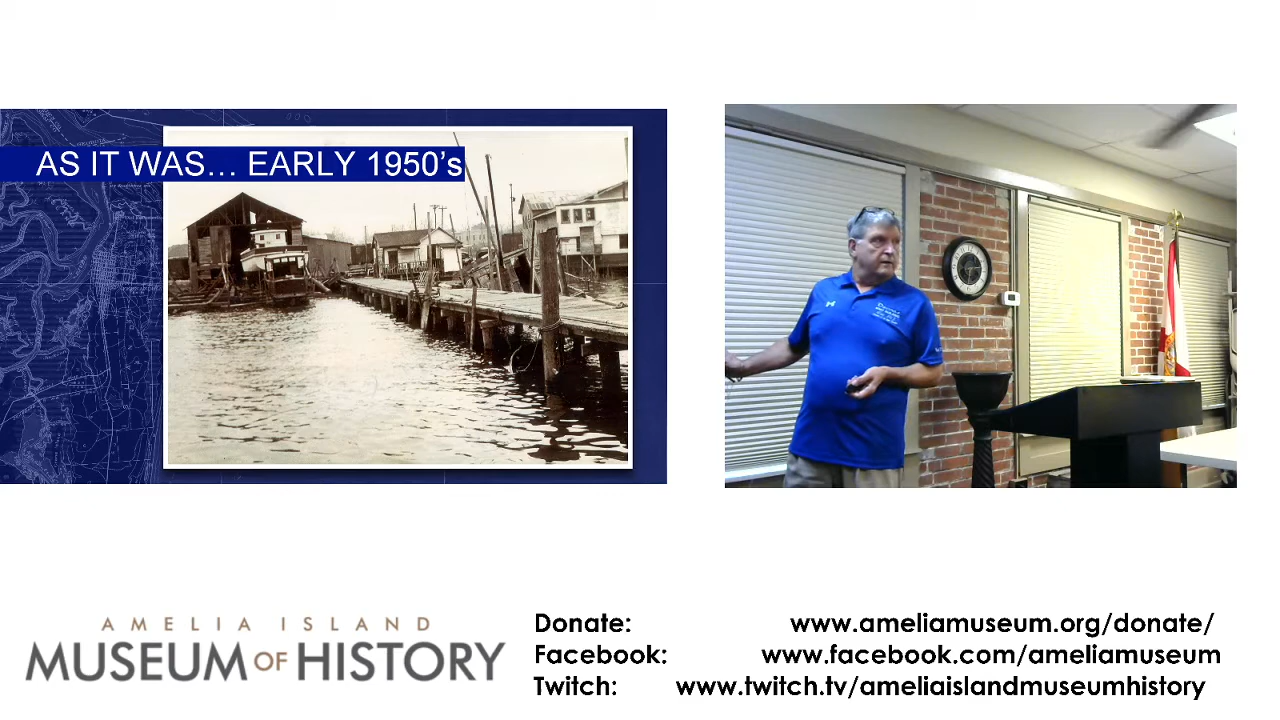 AS IT WAS... EARLY 1950's
AMELIA ISLAND
MUSEUM OF HISTORY
Donate: www.ameliamuseum.org/donate/
Facebook: www.facebook.com/ameliamuseum
Twitch: www.twitch.tv/ameliaislandmuseumhistory